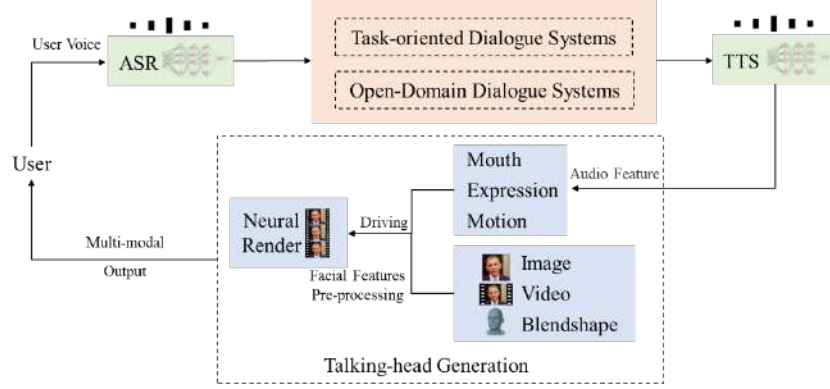 User Voice
ASR
Task-oriented Dialogue Systems
Open-Domain Dialogue Systems
TTS
User
Mouth
Expression
Motion
Audio Feature
Neural
Render
Driving
Multi-modal
Output
Facial Features
Pre-processing
Image
Video
Blendshape
Talking-head Generation